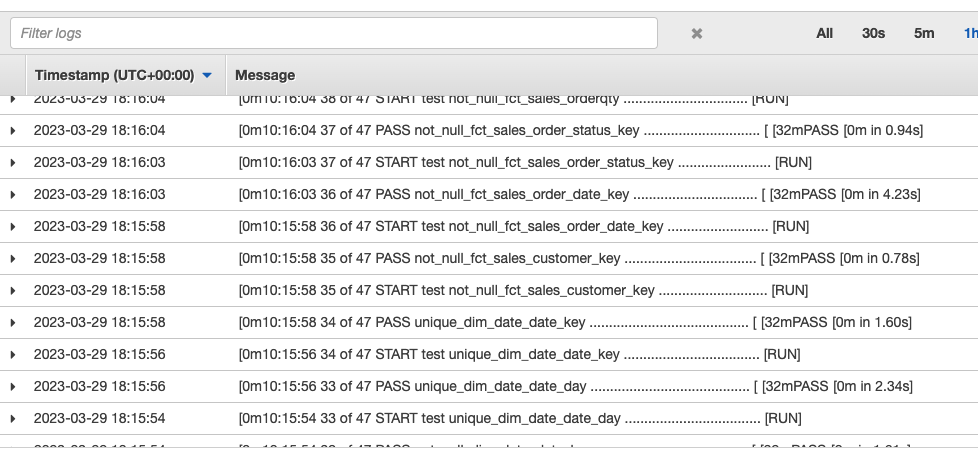 Filter logs
All 30s 5m 1h
Timestamp (UTC+00:00) Message
2023-03-29 18:16:04 [0m10:16:04 38 of 47 START test not_null_fct_sales_orderqty ................................ [RUN]
2023-03-29 18:16:04 [0m10:16:04 37 of 47 PASS not_null_fct_sales_order_status_key .............................. [ [32mPASS [0m in 0.94s]
2023-03-29 18:16:03 [0m10:16:03 37 of 47 START test not_null_fct_sales_order_status_key ........................ [RUN]
2023-03-29 18:16:03 [0m10:16:03 36 of 47 PASS not_null_fct_sales_order_date_key ................................ [ [32mPASS [0m in 4.23s]
2023-03-29 18:15:58 [0m10:15:58 36 of 47 START test not_null_fct_sales_order_date_key .......................... [RUN]
2023-03-29 18:15:58 [0m10:15:58 35 of 47 PASS not_null_fct_sales_customer_key .................................. [ [32mPASS [0m in 0.78s]
2023-03-29 18:15:58 [0m10:15:58 35 of 47 START test not_null_fct_sales_customer_key ............................ [RUN]
2023-03-29 18:15:58 [0m10:15:58 34 of 47 PASS unique_dim_date_date_key ......................................... [ [32mPASS [0m in 1.60s]
2023-03-29 18:15:56 [0m10:15:56 34 of 47 START test unique_dim_date_date_key ................................... [RUN]
2023-03-29 18:15:56 [0m10:15:56 33 of 47 PASS unique_dim_date_date_day ......................................... [ [32mPASS [0m in 2.34s]
2023-03-29 18:15:54 [0m10:15:54 33 of 47 START test unique_dim_date_date_day ................................... [RUN]